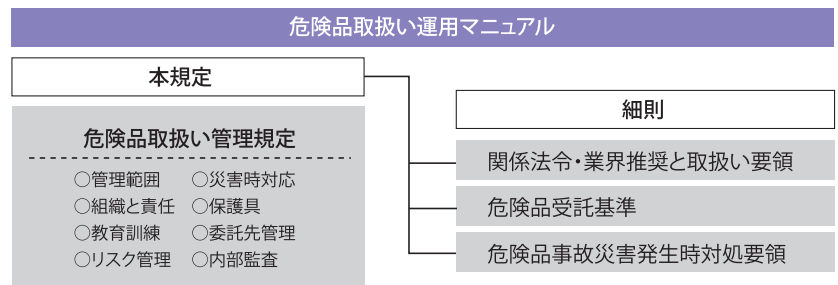 危険品取扱い運用マニュアル
本規定
危険品取扱い管理規定
○管理範囲 ○災害時対応
○組織と責任 ○保護具
○教育訓練 ○委託先管理
○リスク管理 ○内部監査
細則
関係法令・業界推奨と取扱い要領
危険品受託基準
危険品事故災害発生時対処要領